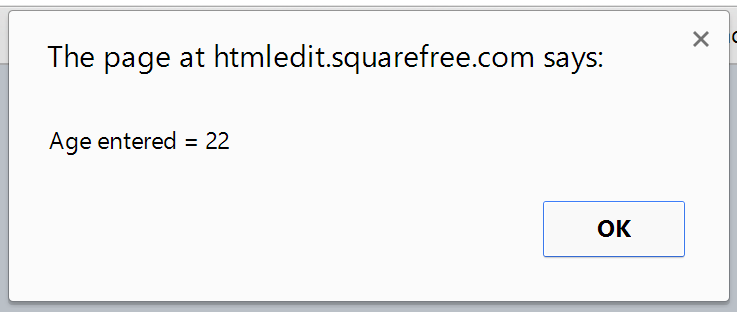 The page at htmledit.squarefree.com says:
Age entered = 22
OK